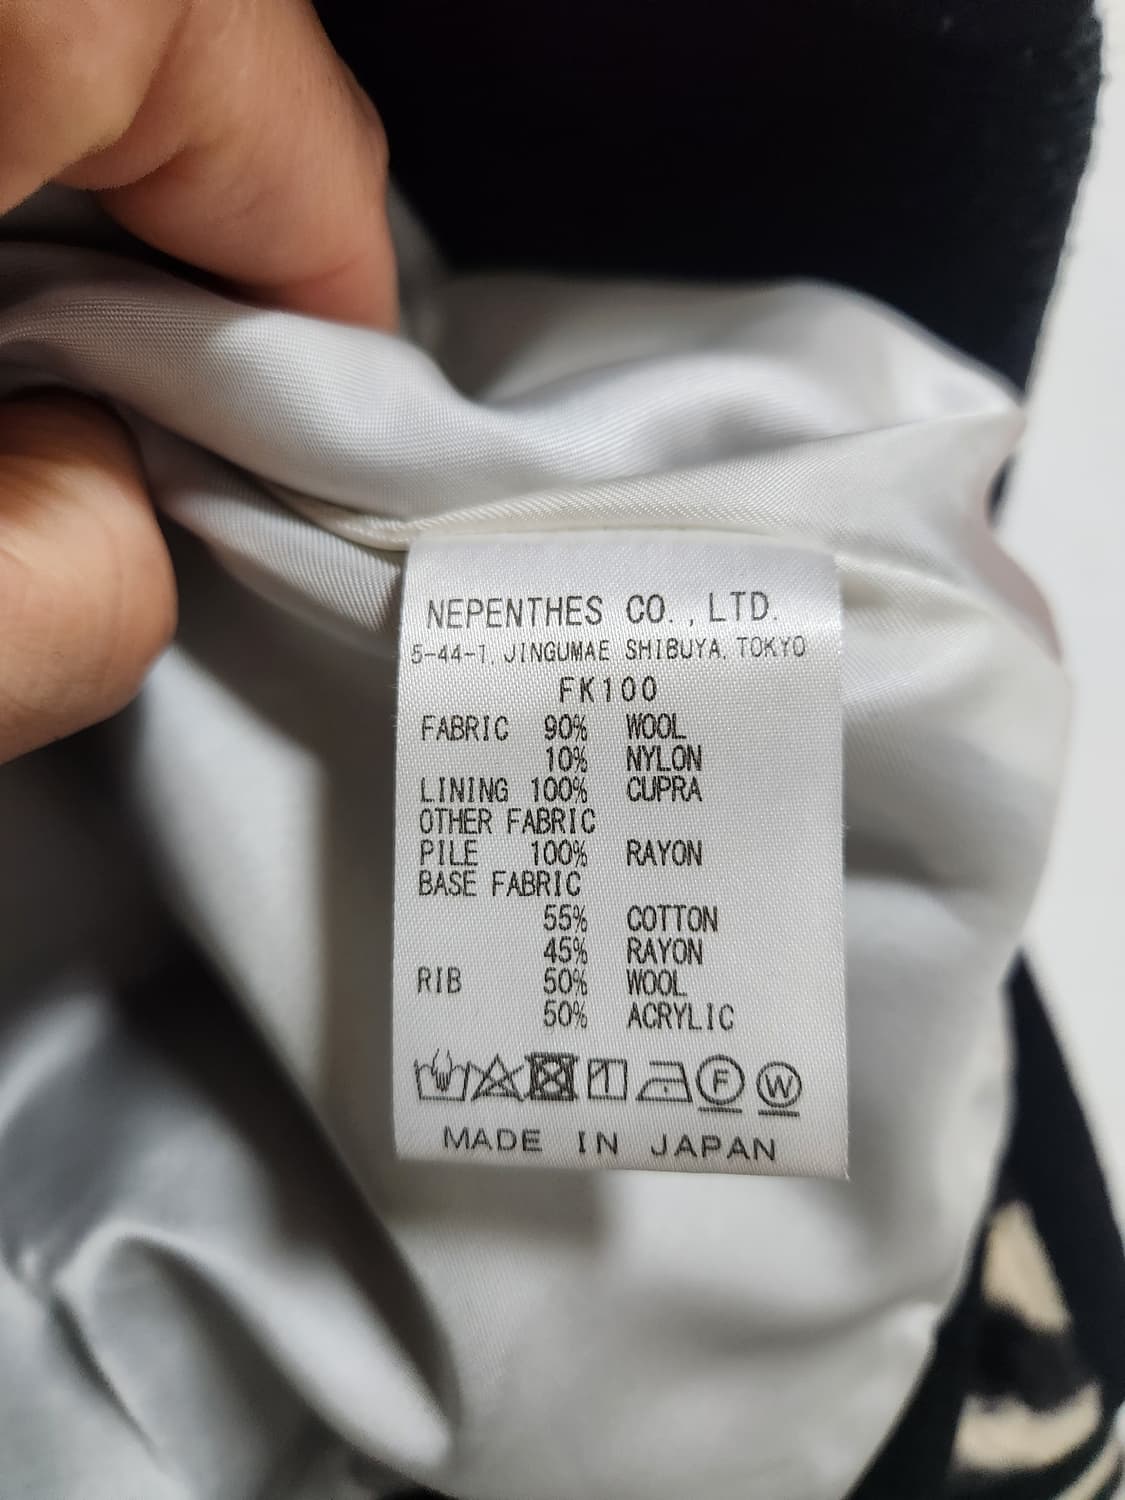 NEPENTHES CO., LTD.
5-44-1, JINGUMAE SHIBUYA, TOKYO
FK100
FABRIC 90% WOOL
10% NYLON
LINING 100% CUPRA
OTHER FABRIC
PILE 100% RAYON
BASE FABRIC
55% COTTON
45% RAYON
RIB 50% WOOL
50% ACRYLIC
F W
MADE IN JAPAN